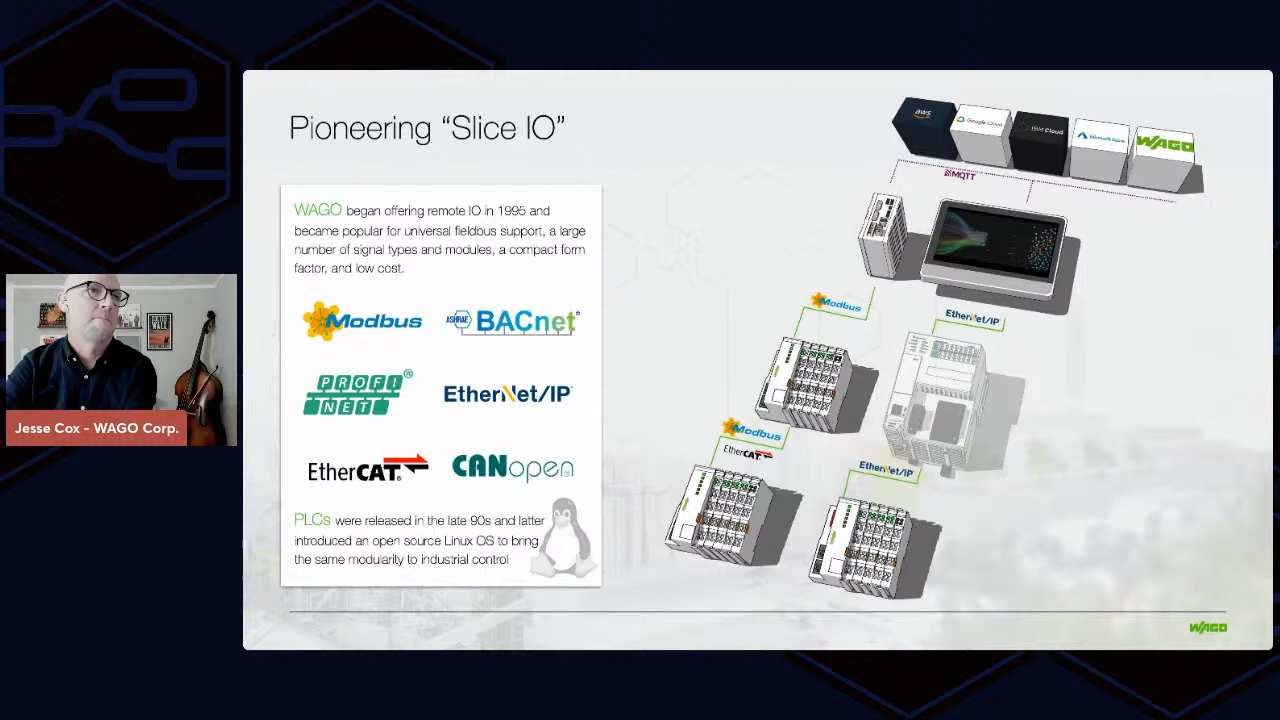 Pioneering “Slice IO”
WAGO began offering remote IO in 1995 and
became popular for universal fieldbus support, a large
number of signal types and modules, a compact form
factor, and low cost.
Modbus
ASHRAE BACnet®
PROFI®
NET
EtherNet/IP™
EtherCAT®
CANopen
PLCs were released in the late 90s and latter
introduced an open source Linux OS to bring
the same modularity to industrial control
aws
Google Cloud
IBM Cloud
Microsoft Azure
WAGO
MQTT
Modbus
EtherNet/IP
Modbus
EtherCAT
EtherNet/IP
WAGO
Jesse Cox - WAGO Corp.